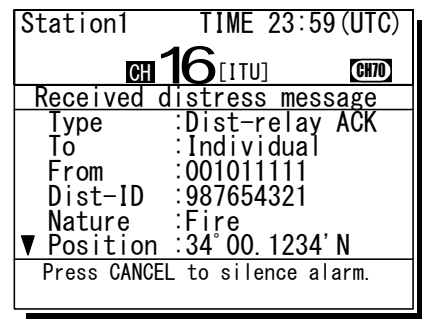 Station1 TIME 23:59(UTC)
CH 16 [ITU] CH70
Received distress message
Type :Dist-relay ACK
To :Individual
From :001011111
Dist-ID :987654321
Nature :Fire
▼ Position :34°00.1234'N
Press CANCEL to silence alarm.